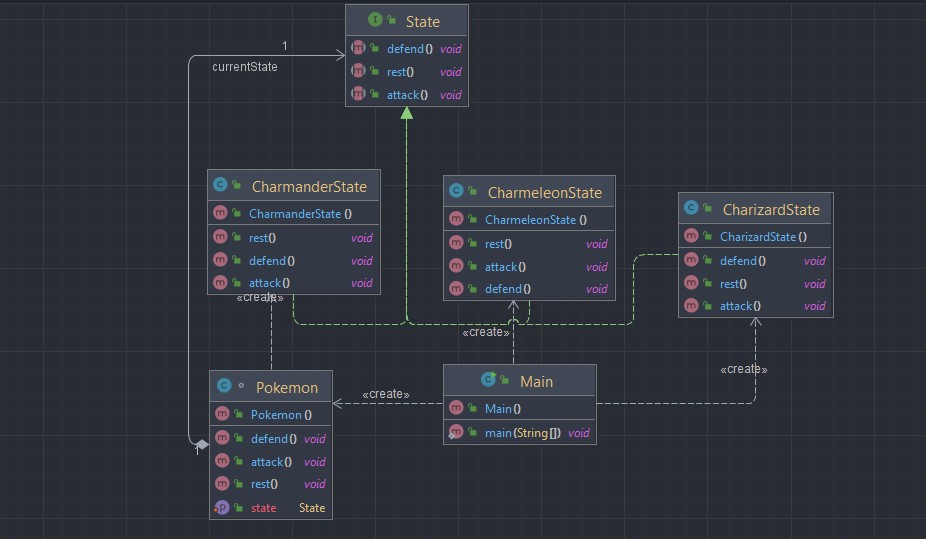 State
defend() void
rest() void
attack() void
1
currentState
CharmanderState
CharmanderState ()
rest() void
defend() void
attack() void
«create»
CharmeleonState
CharmeleonState ()
rest() void
attack() void
defend() void
«create»
CharizardState
CharizardState ()
defend() void
rest() void
attack() void
«create»
Pokemon
Pokemon ()
defend() void
attack() void
rest() void
state State
1
«create»
Main
Main()
main(String[]) void